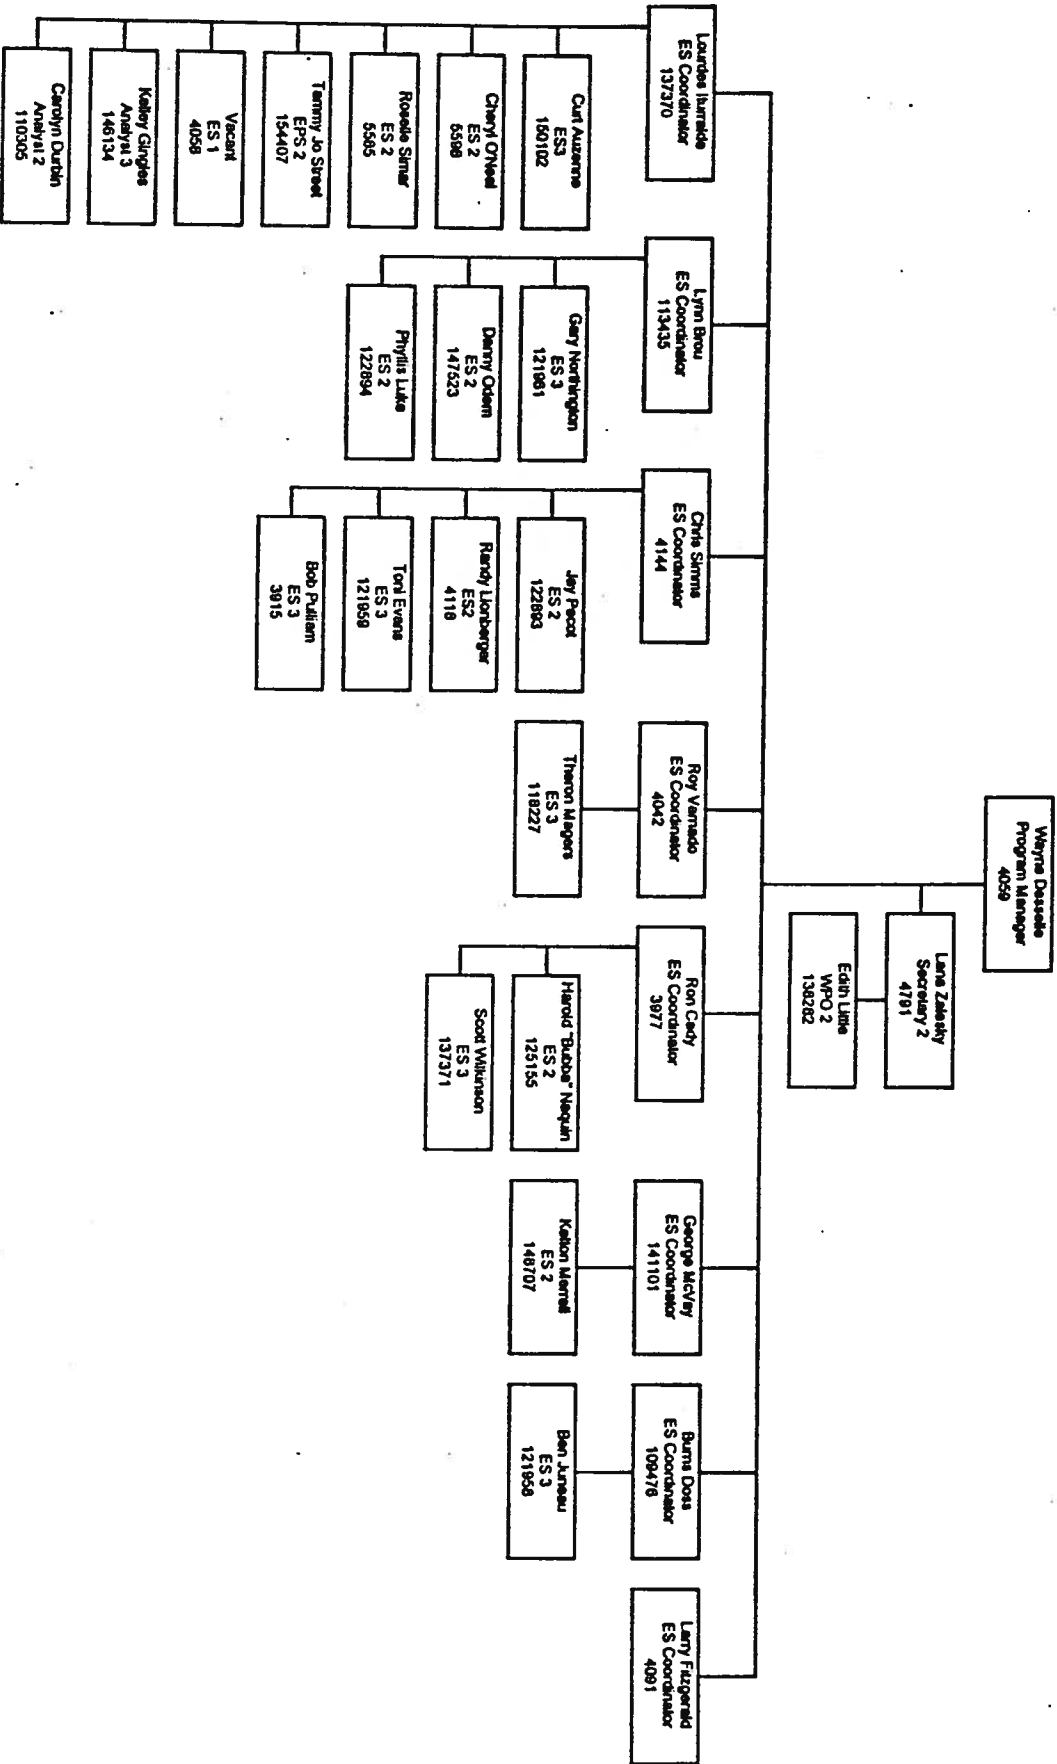 Wayne Desselle
Program Manager
4059
Lane Zalesky
Secretary 2
4791
Edith Little
WPO 2
138282
Lourdes Iturralde
ES Coordinator
137370
Curt Auzenne
ES3
150102
Cheryl O'Neal
ES 2
5598
Roselle Simar
ES 2
5585
Tammy Jo Street
EPS 2
154407
Vacant
ES 1
4058
Kelley Gingles
Analyst 3
146134
Carolyn Durbin
Analyst 2
110305
Lynn Brou
ES Coordinator
113435
Gary Northington
ES 3
121961
Danny Odem
ES 2
147523
Phyllis Luke
ES 2
122894
Chris Simms
ES Coordinator
4144
Jay Pecot
ES 2
122893
Randy Lionberger
ES2
4118
Toni Evans
ES 3
121959
Bob Pulliam
ES 3
3915
Roy Varnado
ES Coordinator
4042
Theron Magers
ES 3
118227
Ron Cady
ES Coordinator
3977
Harold "Bubba" Naquin
ES 2
125155
Scott Wilkinson
ES 3
137371
George McVay
ES Coordinator
141101
Kelton Merrell
ES 2
148707
Burns Doss
ES Coordinator
109476
Ben Juneau
ES 3
121958
Larry Fitzgerald
ES Coordinator
4091